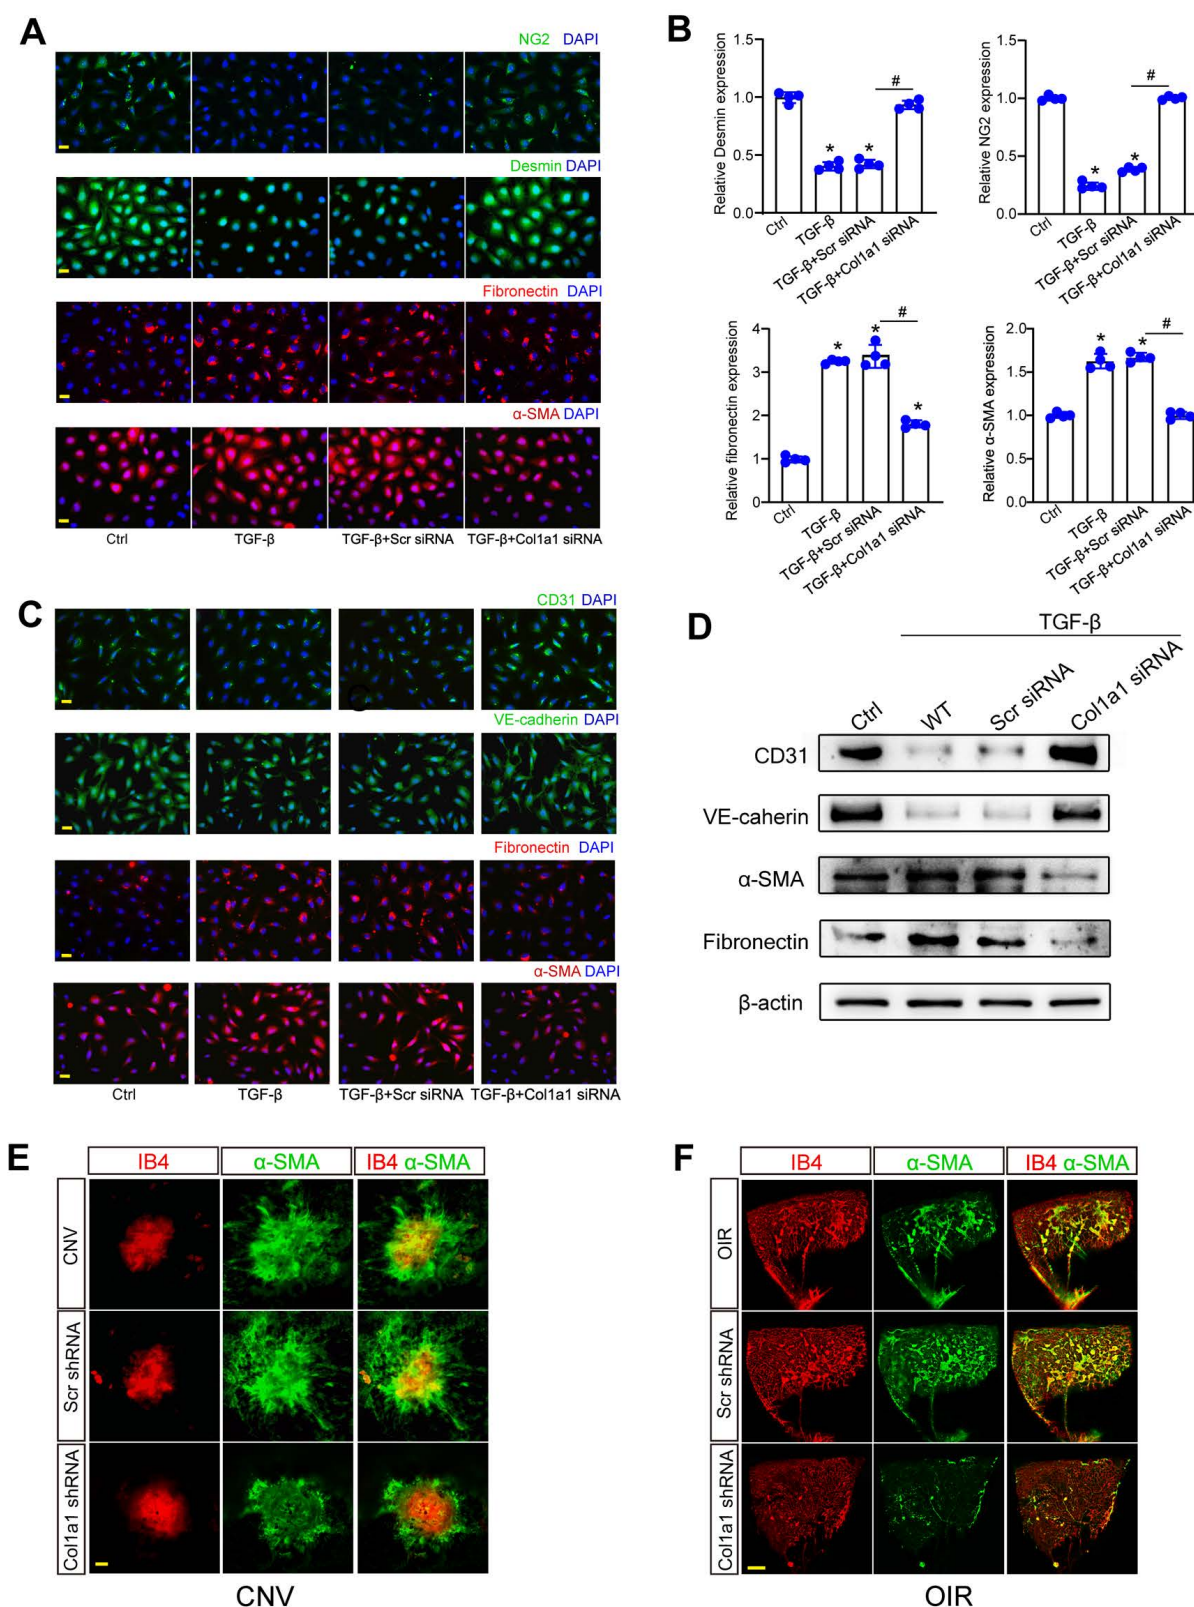 A
NG2 DAPI
Desmin DAPI
Fibronectin DAPI
α-SMA DAPI
Ctrl TGF-β TGF-β+Scr siRNA TGF-β+Col1a1 siRNA
B
Relative Desmin expression
1.5
1.0
0.5
0.0
* * #
Ctrl
TGF-β
TGF-β+Scr siRNA
TGF-β+Col1a1 siRNA
Relative NG2 expression
1.5
1.0
0.5
0.0
* * #
Ctrl
TGF-β
TGF-β+Scr siRNA
TGF-β+Col1a1 siRNA
Relative fibronectin expression
4
3
2
1
0
* * # *
Ctrl
TGF-β
TGF-β+Scr siRNA
TGF-β+Col1a1 siRNA
Relative α-SMA expression
2.0
1.5
1.0
0.5
0.0
* * #
Ctrl
TGF-β
TGF-β+Scr siRNA
TGF-β+Col1a1 siRNA
C
CD31 DAPI
C
VE-cadherin DAPI
Fibronectin DAPI
α-SMA DAPI
Ctrl TGF-β TGF-β+Scr siRNA TGF-β+Col1a1 siRNA
D
TGF-β
Ctrl WT Scr siRNA Col1a1 siRNA
CD31
VE-caherin
α-SMA
Fibronectin
β-actin
E
IB4 α-SMA IB4 α-SMA
CNV
Scr shRNA
Col1a1 shRNA
CNV
F
IB4 α-SMA IB4 α-SMA
OIR
Scr shRNA
Col1a1 shRNA
OIR